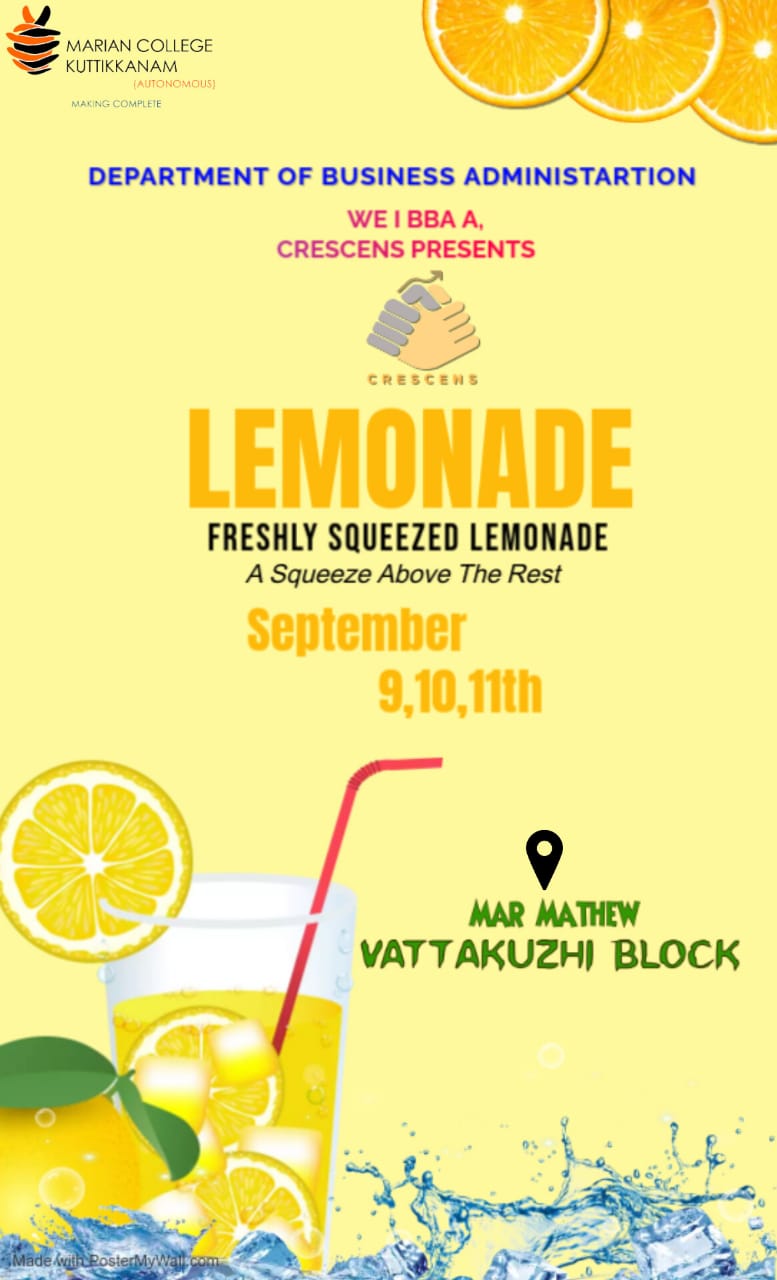 MARIAN COLLEGE
KUTTIKKANAM
(AUTONOMOUS)
MAKING COMPLETE
DEPARTMENT OF BUSINESS ADMINISTARTION
WE I BBA A,
CRESCENS PRESENTS
CRESCENS
LEMONADE
FRESHLY SQUEEZED LEMONADE
A Squeeze Above The Rest
September
9,10,11th
MAR MATHEW
VATTAKUZHI BLOCK
Made with PosterMyWall.com